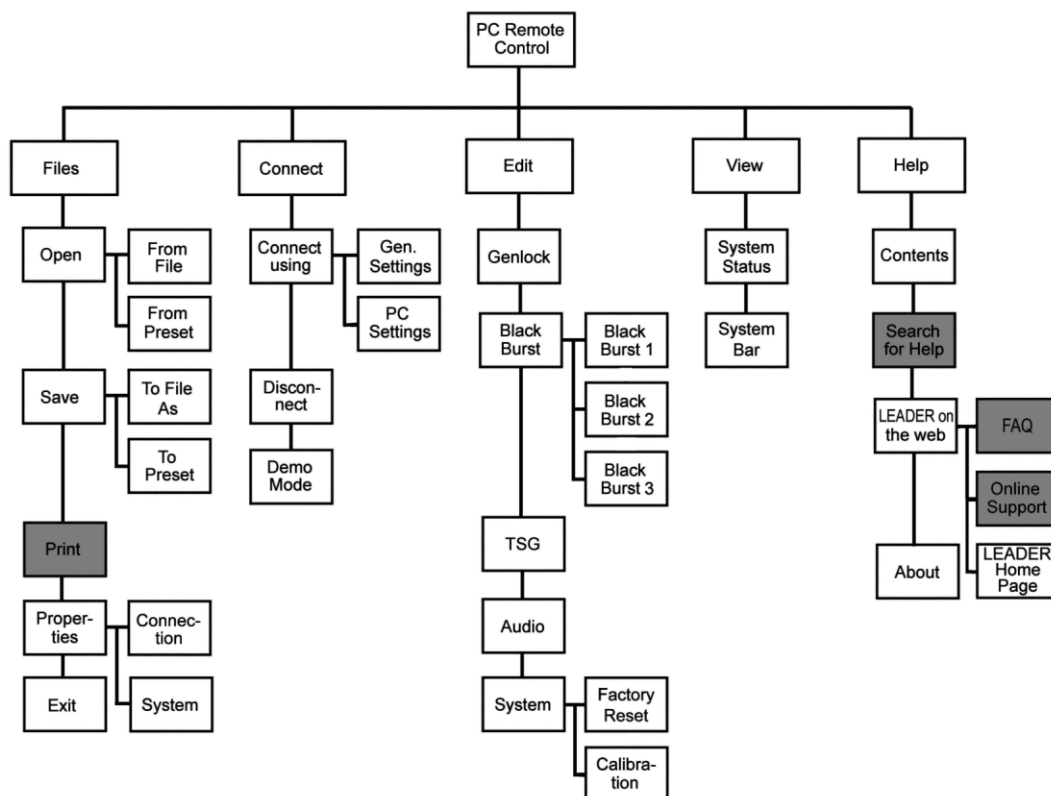 PC Remote
Control
Files
Connect
Edit
View
Help
Open
From
File
From
Preset
Save
To File
As
To
Preset
Print
Proper-
ties
Connec-
tion
Exit
System
Connect
using
Gen.
Settings
PC
Settings
Discon-
nect
Demo
Mode
Genlock
Black
Burst
Black
Burst 1
Black
Burst 2
Black
Burst 3
TSG
Audio
System
Factory
Reset
Calibra-
tion
System
Status
System
Bar
Contents
Search
for Help
LEADER on
the web
FAQ
Online
Support
LEADER
Home
Page
About